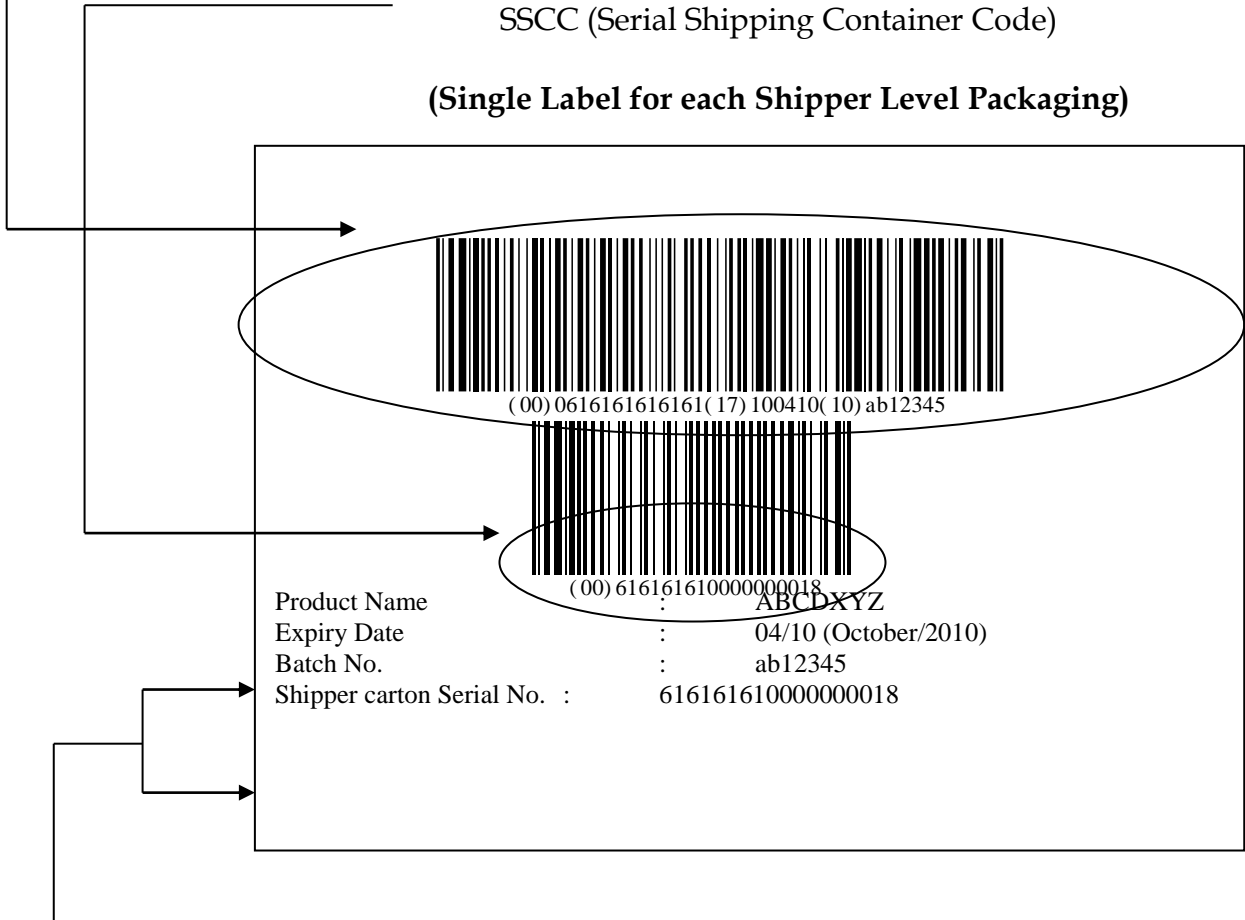 SSCC (Serial Shipping Container Code)
(Single Label for each Shipper Level Packaging)
( 00) 0616161616161( 17) 100410( 10) ab12345
( 00) 616161610000000018
Product Name : ABCDXYZ
Expiry Date : 04/10 (October/2010)
Batch No. : ab12345
Shipper carton Serial No. : 616161610000000018